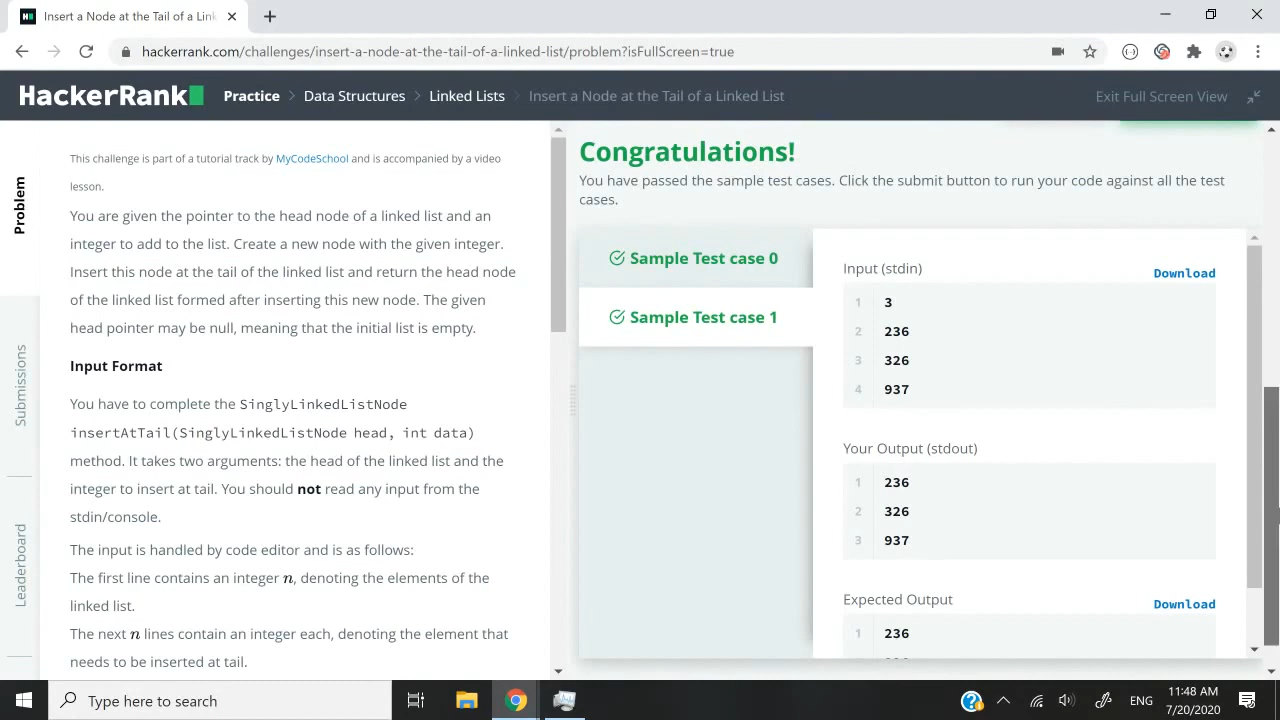 Insert a Node at the Tail of a Link
hackerrank.com/challenges/insert-a-node-at-the-tail-of-a-linked-list/problem?isFullScreen=true
HackerRank
Practice > Data Structures > Linked Lists > Insert a Node at the Tail of a Linked List
Exit Full Screen View
Problem
Submissions
Leaderboard
This challenge is part of a tutorial track by MyCodeSchool and is accompanied by a video
lesson.
You are given the pointer to the head node of a linked list and an
integer to add to the list. Create a new node with the given integer.
Insert this node at the tail of the linked list and return the head node
of the linked list formed after inserting this new node. The given
head pointer may be null, meaning that the initial list is empty.
Input Format
You have to complete the SinglyLinkedListNode
insertAtTail(SinglyLinkedListNode head, int data)
method. It takes two arguments: the head of the linked list and the
integer to insert at tail. You should not read any input from the
stdin/console.
The input is handled by code editor and is as follows:
The first line contains an integer n, denoting the elements of the
linked list.
The next n lines contain an integer each, denoting the element that
needs to be inserted at tail.
Congratulations!
You have passed the sample test cases. Click the submit button to run your code against all the test
cases.
Sample Test case 0
Sample Test case 1
Input (stdin)
Download
1 3
2 236
3 326
4 937
Your Output (stdout)
1 236
2 326
3 937
Expected Output
Download
1 236
Type here to search
ENG
11:48 AM
7/20/2020